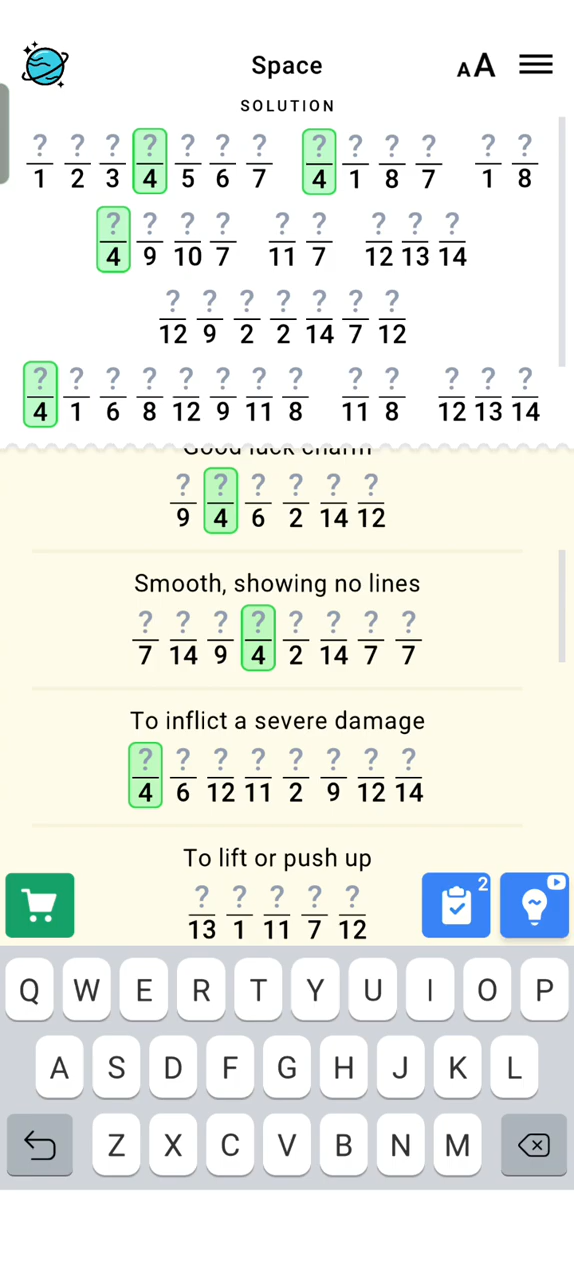 Space
AA
SOLUTION
? ? ? ? ? ? ? ? ? ? ? ? ?
1 2 3 4 5 6 7 4 1 8 7 1 8
? ? ? ? ? ? ? ? ?
4 9 10 7 11 7 12 13 14
? ? ? ? ? ? ?
12 9 2 2 14 7 12
? ? ? ? ? ? ? ? ? ? ? ? ?
4 1 6 8 12 9 11 8 11 8 12 13 14
Good luck charm
? ? ? ? ? ?
9 4 6 2 14 12
Smooth, showing no lines
? ? ? ? ? ? ? ?
7 14 9 4 2 14 7 7
To inflict a severe damage
? ? ? ? ? ? ? ?
4 6 12 11 2 9 12 14
To lift or push up
? ? ? ? ?
13 1 11 7 12
2
Q W E R T Y U I O P
A S D F G H J K L
Z X C V B N M